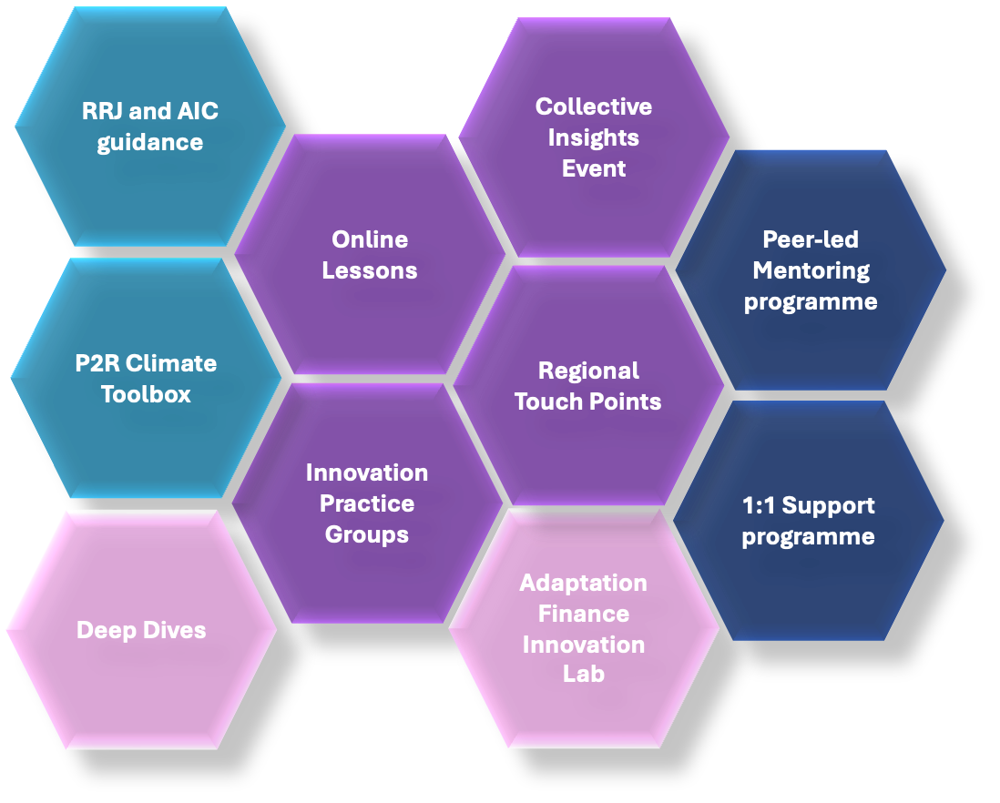 RRJ and AIC
guidance
Collective
Insights
Event
Online
Lessons
Peer-led
Mentoring
programme
P2R Climate
Toolbox
Regional
Touch Points
Innovation
Practice
Groups
1:1 Support
programme
Deep Dives
Adaptation
Finance
Innovation
Lab